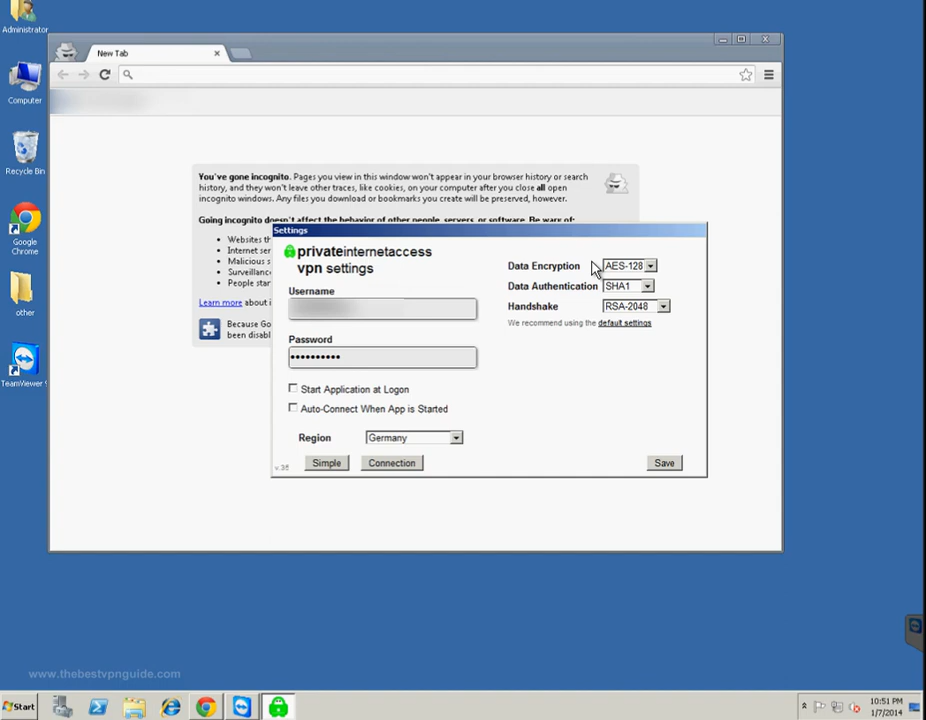 Administrator
Computer
Recycle Bin
Google
Chrome
other
TeamViewer 9
New Tab
You've gone incognito. Pages you view in this window won't appear in your browser history or search
history, and they won't leave other traces, like cookies, on your computer after you close all open
incognito windows. Any files you download or bookmarks you create will be preserved, however.
Going incognito doesn't affect the behavior of other people, servers, or software. Be wary of:
Websites
Internet
Malicious
Surveillance
People
Learn more about
Because
been
Settings
privateinternetaccess
vpn settings
Username
Password
••••••••••
Start Application at Logon
Auto-Connect When App is Started
Region Germany
v.35 Simple Connection
Data Encryption AES-128
Data Authentication SHA1
Handshake RSA-2048
We recommend using the default settings
Save
www.thebestvpnguide.com
Start
10:51 PM
1/7/2014